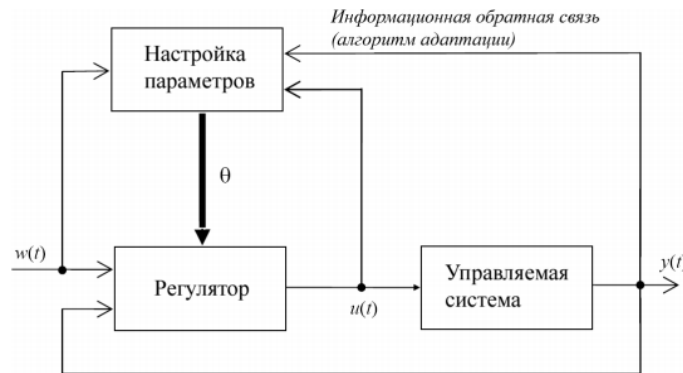 Информационная обратная связь
(алгоритм адаптации)
Настройка
параметров
θ
w(t)
Регулятор
u(t)
Управляемая
система
y(t)